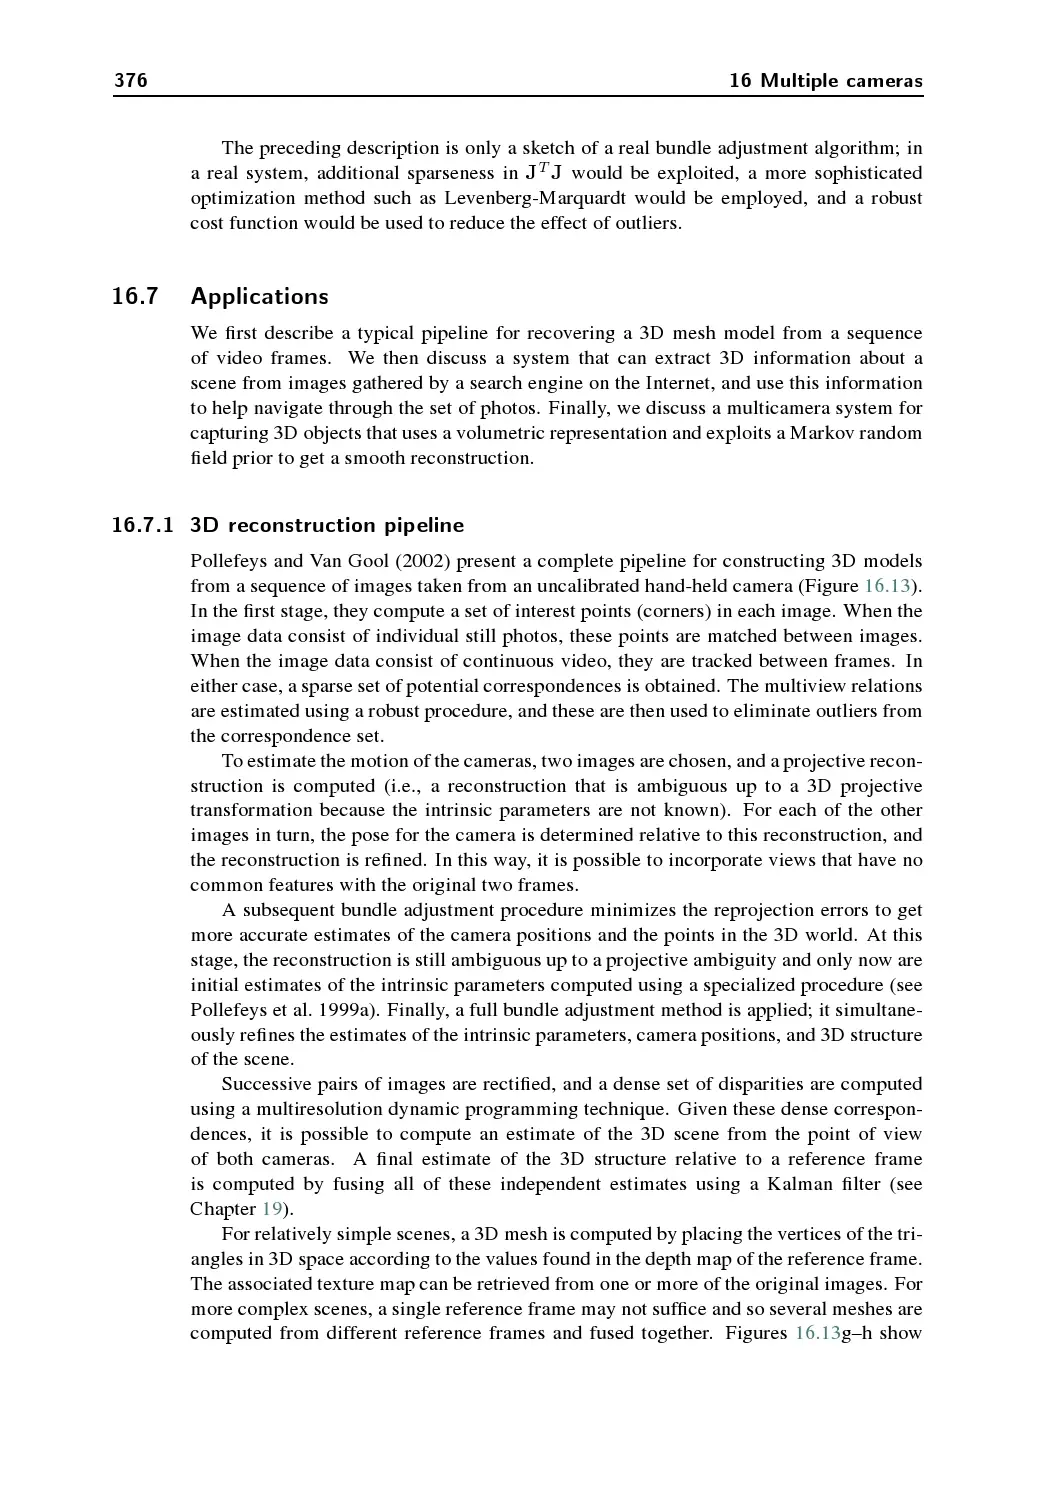 376 16 Multiple cameras
The preceding description is only a sketch of a real bundle adjustment algorithm; in
a real system, additional sparseness in J^T J would be exploited, a more sophisticated
optimization method such as Levenberg-Marquardt would be employed, and a robust
cost function would be used to reduce the effect of outliers.
16.7 Applications
We first describe a typical pipeline for recovering a 3D mesh model from a sequence
of video frames. We then discuss a system that can extract 3D information about a
scene from images gathered by a search engine on the Internet, and use this information
to help navigate through the set of photos. Finally, we discuss a multicamera system for
capturing 3D objects that uses a volumetric representation and exploits a Markov random
field prior to get a smooth reconstruction.
16.7.1 3D reconstruction pipeline
Pollefeys and Van Gool (2002) present a complete pipeline for constructing 3D models
from a sequence of images taken from an uncalibrated hand-held camera (Figure 16.13).
In the first stage, they compute a set of interest points (corners) in each image. When the
image data consist of individual still photos, these points are matched between images.
When the image data consist of continuous video, they are tracked between frames. In
either case, a sparse set of potential correspondences is obtained. The multiview relations
are estimated using a robust procedure, and these are then used to eliminate outliers from
the correspondence set.
To estimate the motion of the cameras, two images are chosen, and a projective recon-
struction is computed (i.e., a reconstruction that is ambiguous up to a 3D projective
transformation because the intrinsic parameters are not known). For each of the other
images in turn, the pose for the camera is determined relative to this reconstruction, and
the reconstruction is refined. In this way, it is possible to incorporate views that have no
common features with the original two frames.
A subsequent bundle adjustment procedure minimizes the reprojection errors to get
more accurate estimates of the camera positions and the points in the 3D world. At this
stage, the reconstruction is still ambiguous up to a projective ambiguity and only now are
initial estimates of the intrinsic parameters computed using a specialized procedure (see
Pollefeys et al. 1999a). Finally, a full bundle adjustment method is applied; it simultane-
ously refines the estimates of the intrinsic parameters, camera positions, and 3D structure
of the scene.
Successive pairs of images are rectified, and a dense set of disparities are computed
using a multiresolution dynamic programming technique. Given these dense correspon-
dences, it is possible to compute an estimate of the 3D scene from the point of view
of both cameras. A final estimate of the 3D structure relative to a reference frame
is computed by fusing all of these independent estimates using a Kalman filter (see
Chapter 19).
For relatively simple scenes, a 3D mesh is computed by placing the vertices of the tri-
angles in 3D space according to the values found in the depth map of the reference frame.
The associated texture map can be retrieved from one or more of the original images. For
more complex scenes, a single reference frame may not suffice and so several meshes are
computed from different reference frames and fused together. Figures 16.13g–h show